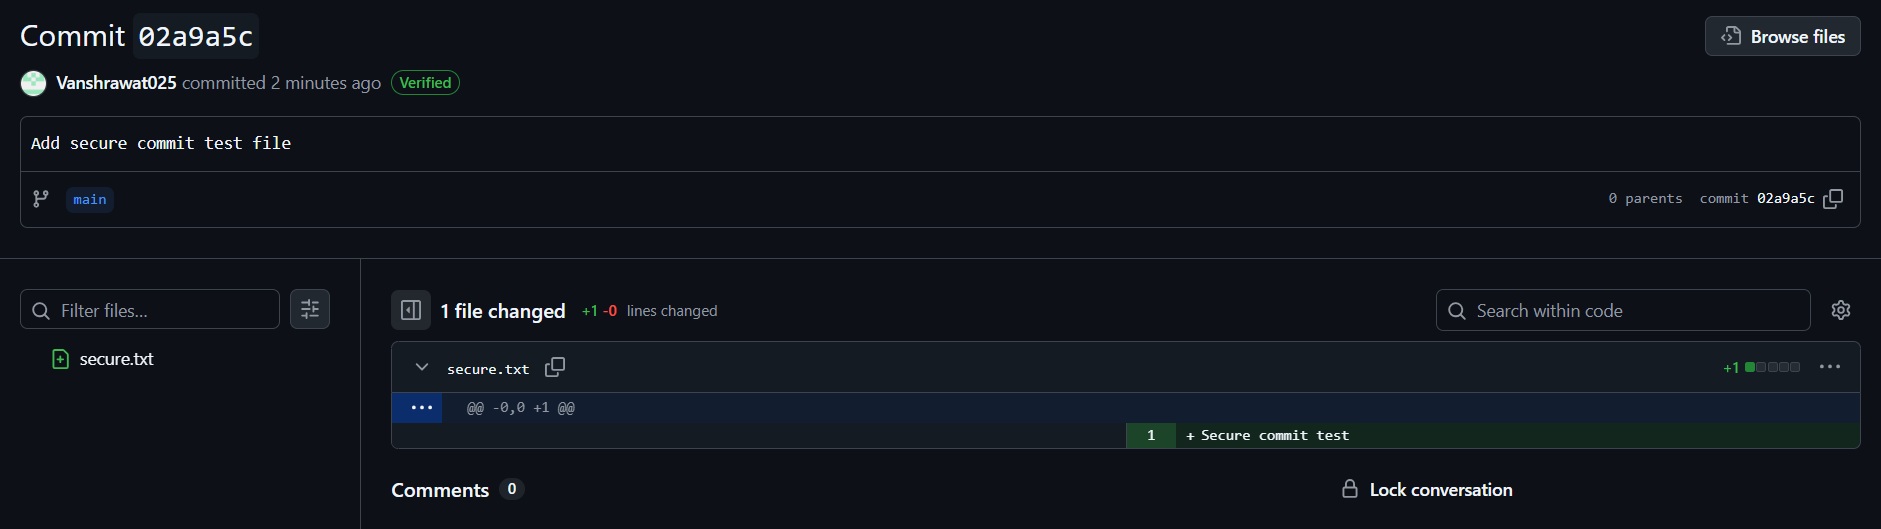 Commit 02a9a5c
Browse files
Vanshrawat025 committed 2 minutes ago Verified
Add secure commit test file
main
0 parents commit 02a9a5c
Filter files...
1 file changed +1 -0 lines changed
Search within code
secure.txt
secure.txt
+1
@@ -0,0 +1 @@
1 + Secure commit test
Comments 0
Lock conversation